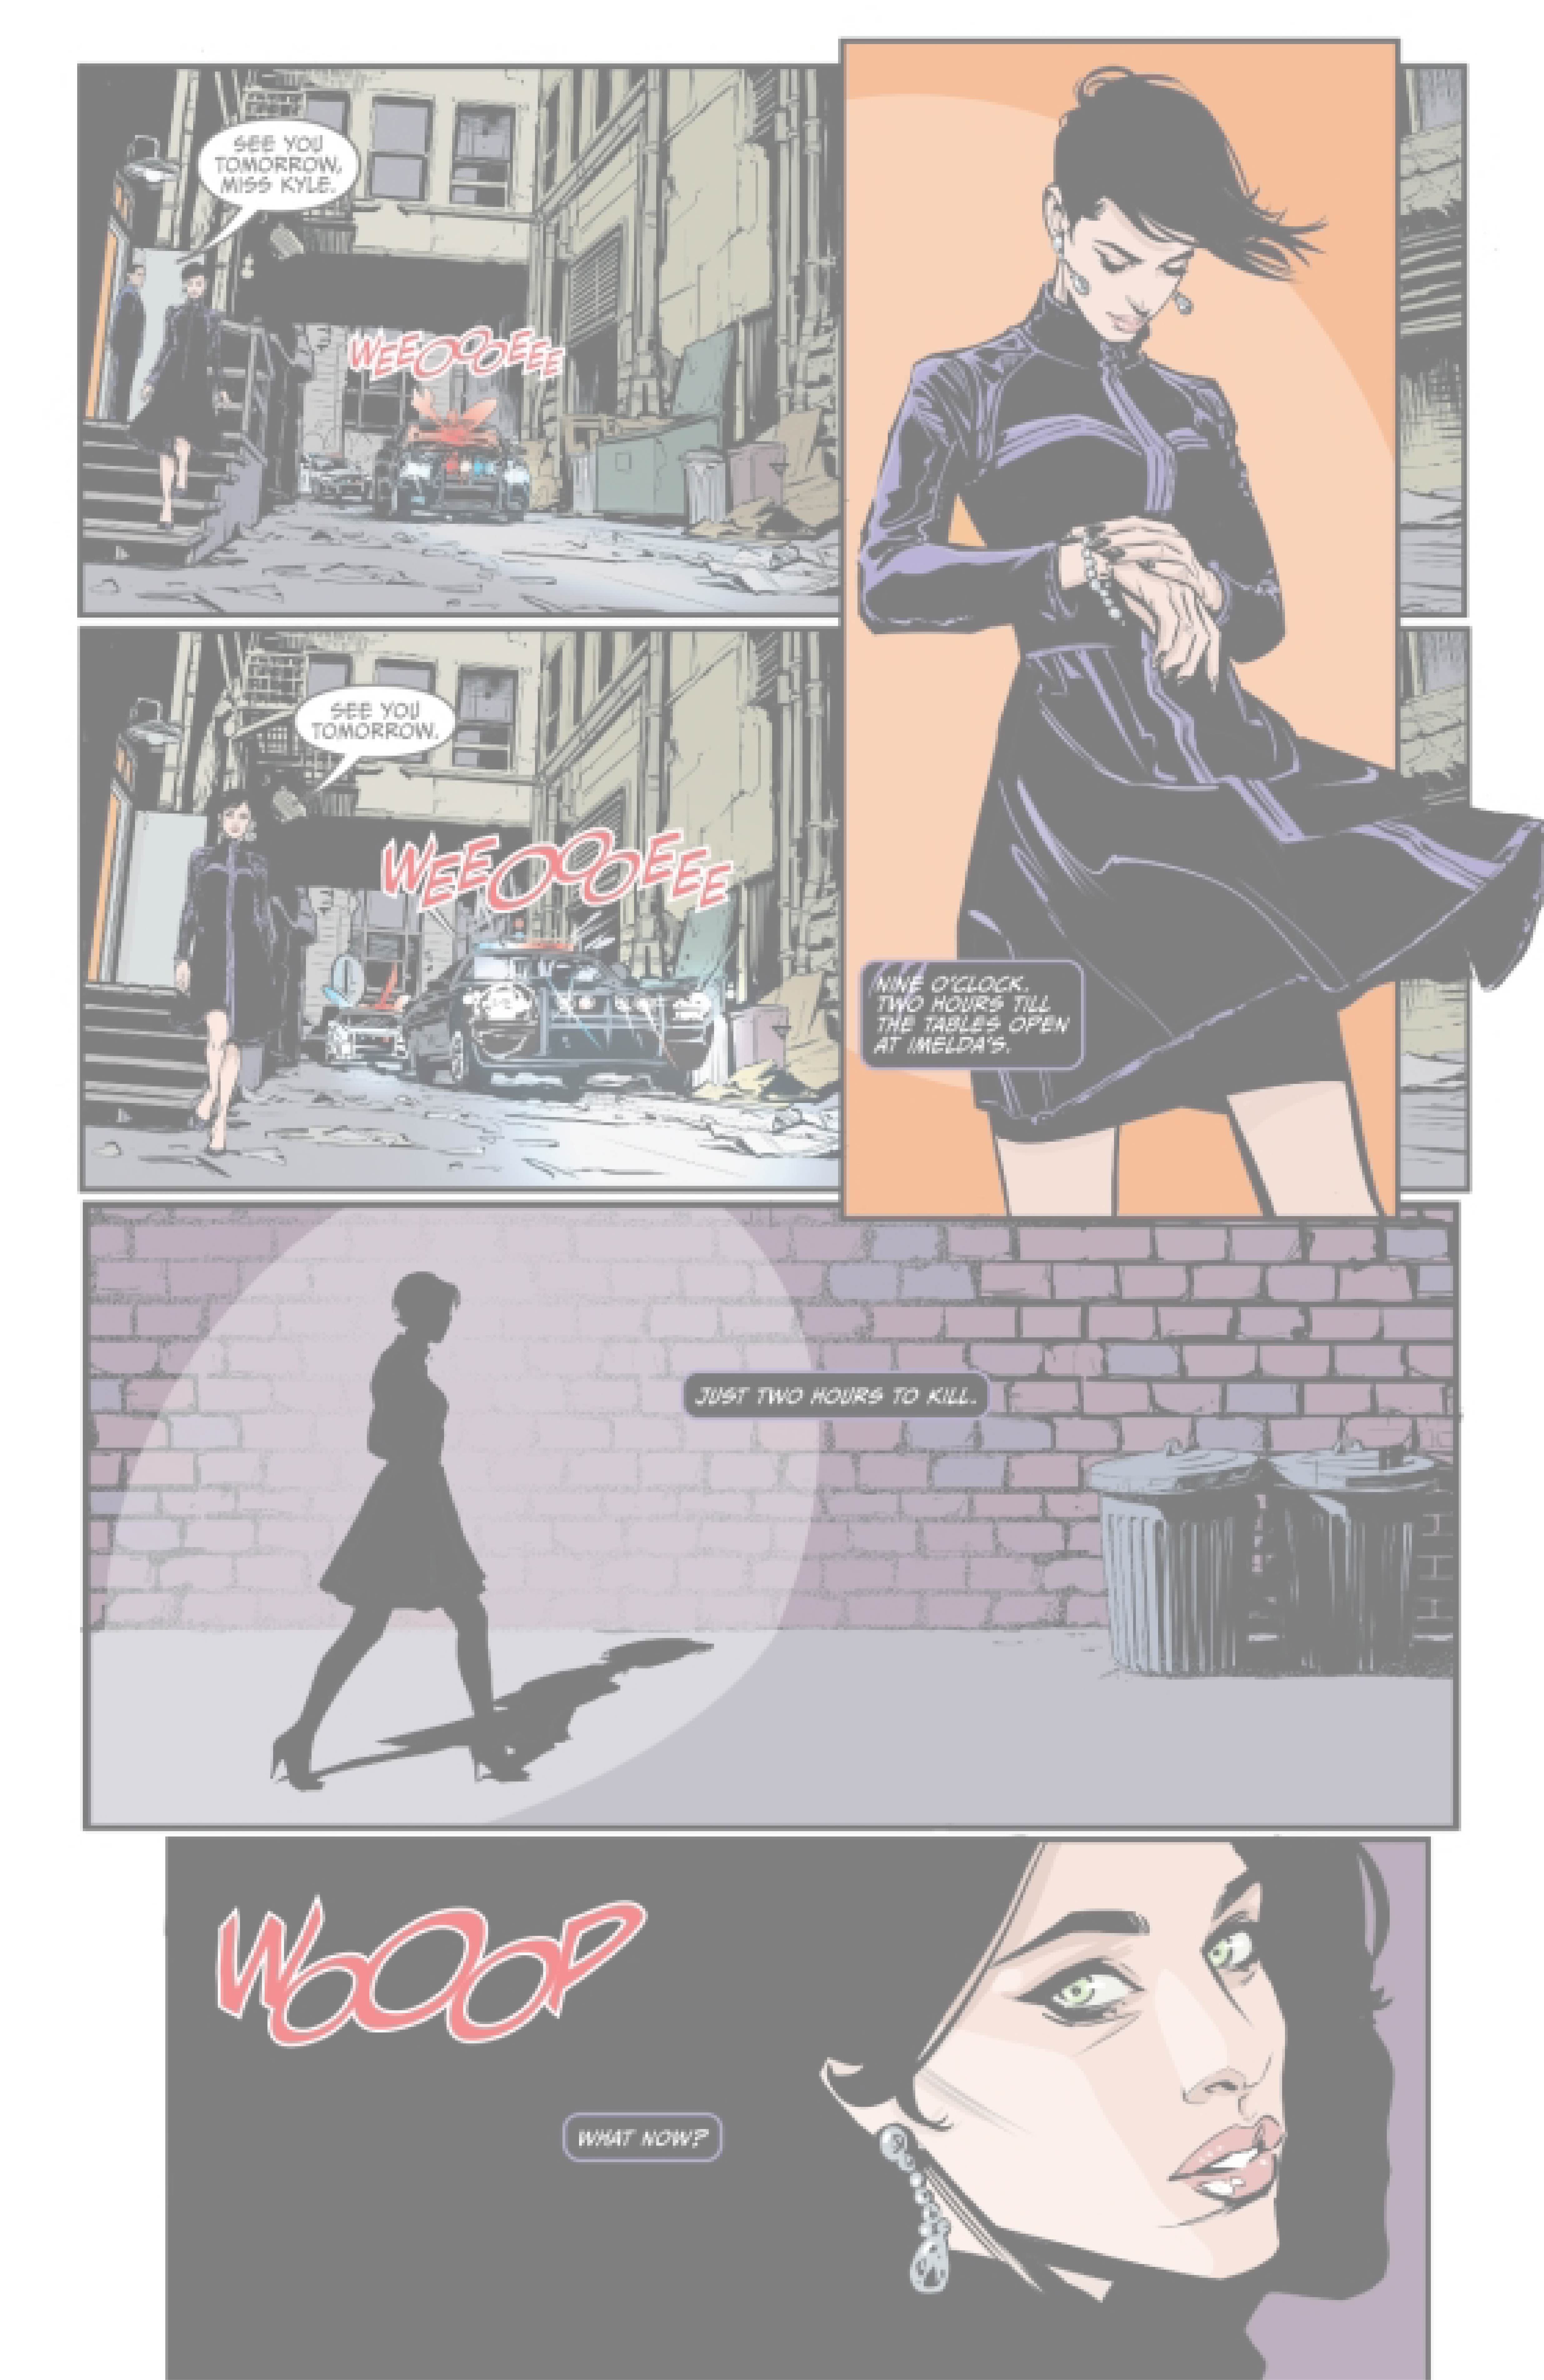 SEE YOU
TOMORROW,
MISS KYLE.
WEEOOOEEE
SEE YOU
TOMORROW.
WEEOOOEEE
NINE O'CLOCK.
TWO HOURS TILL
THE TABLES OPEN
AT IMELDA'S.
JUST TWO HOURS TO KILL.
WOOOP
WHAT NOW?